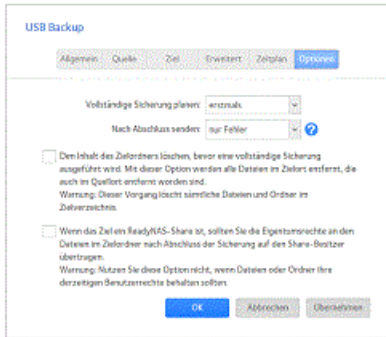 USB Backup
Allgemein Quelle Ziel Erweitert Zeitplan Optionen
Vollständige Sicherung planen: erstmals
Nach Abschluss senden: nur Fehler ?
Den Inhalt des Zielordners löschen, bevor eine vollständige Sicherung
ausgeführt wird. Mit dieser Option werden alle Dateien im Zielort entfernt, die
auch im Quellort entfernt worden sind.
Warnung: Dieser Vorgang löscht sämtliche Dateien und Ordner im
Zielverzeichnis.
Wenn das Ziel ein ReadyNAS-Share ist, sollten Sie die Eigentumsrechte an den
Dateien im Zielordner nach Abschluss der Sicherung auf den Share-Besitzer
übertragen.
Warnung: Nutzen Sie diese Option nicht, wenn Dateien oder Ordner ihre
derzeitigen Benutzerrechte behalten sollten.
OK Abbrechen Übernehmen